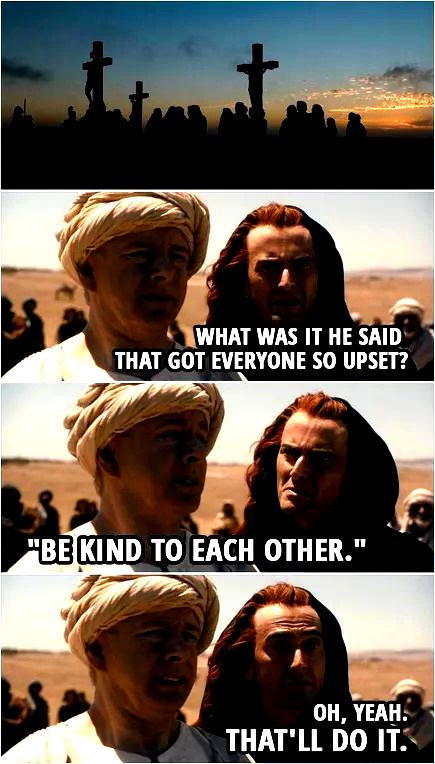 WHAT WAS IT HE SAID
THAT GOT EVERYONE SO UPSET?
"BE KIND TO EACH OTHER."
OH, YEAH.
THAT'LL DO IT.